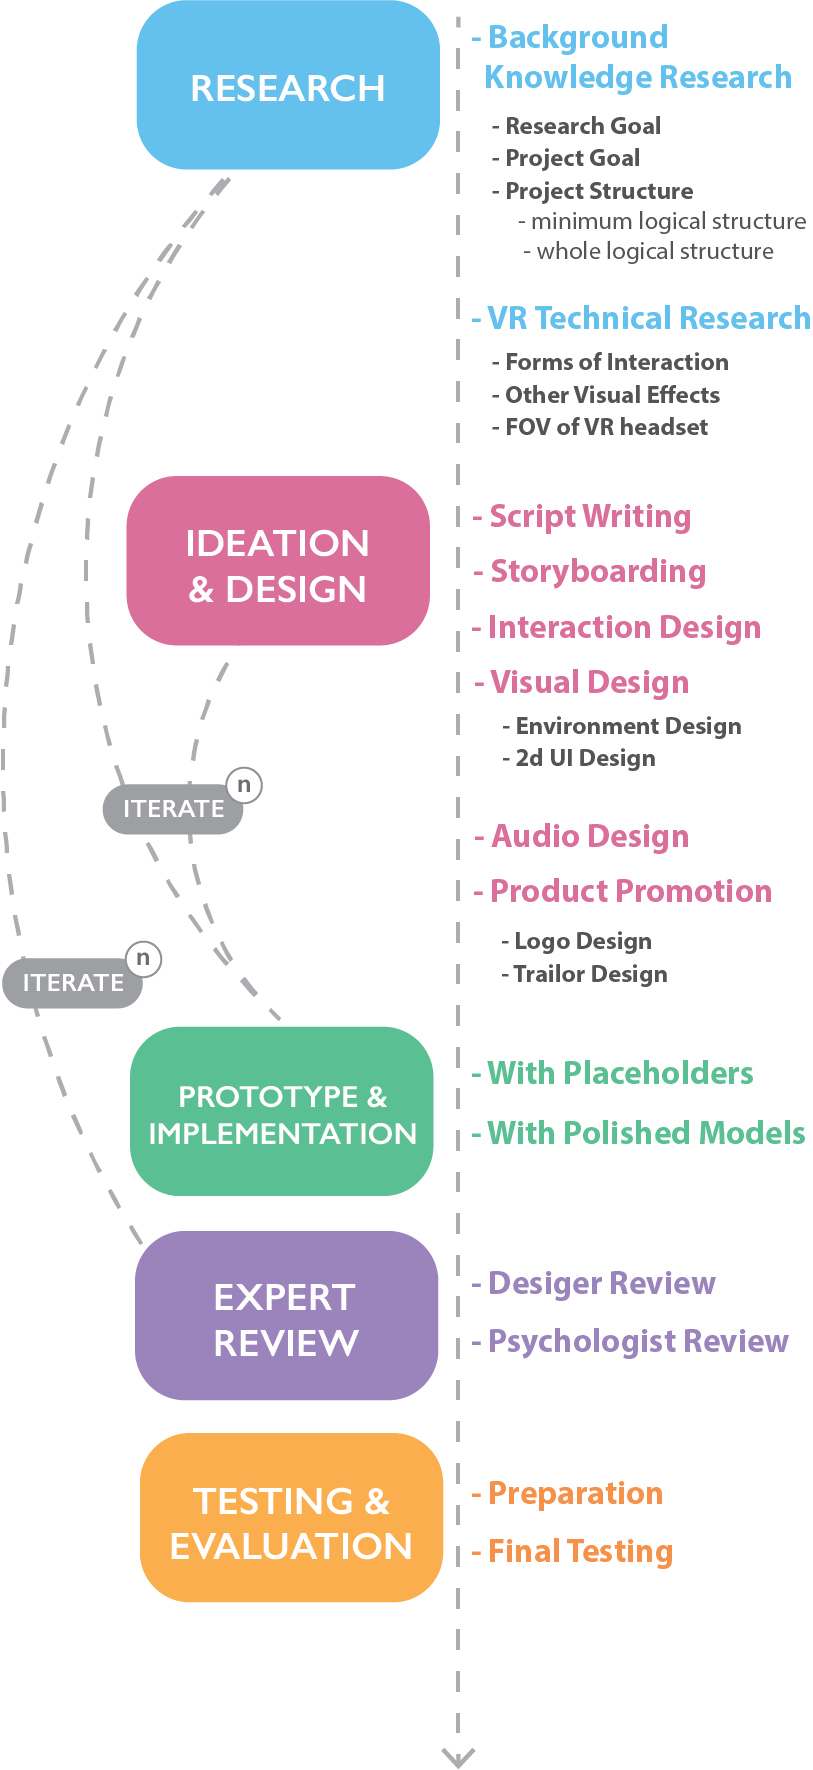 RESEARCH
- Background
Knowledge Research
- Research Goal
- Project Goal
- Project Structure
- minimum logical structure
- whole logical structure
- VR Technical Research
- Forms of Interaction
- Other Visual Effects
- FOV of VR headset
IDEATION
& DESIGN
- Script Writing
- Storyboarding
- Interaction Design
- Visual Design
- Environment Design
- 2d UI Design
ITERATE n
- Audio Design
- Product Promotion
- Logo Design
- Trailor Design
ITERATE n
PROTOTYPE &
IMPLEMENTATION
- With Placeholders
- With Polished Models
EXPERT
REVIEW
- Desiger Review
- Psychologist Review
TESTING &
EVALUATION
- Preparation
- Final Testing